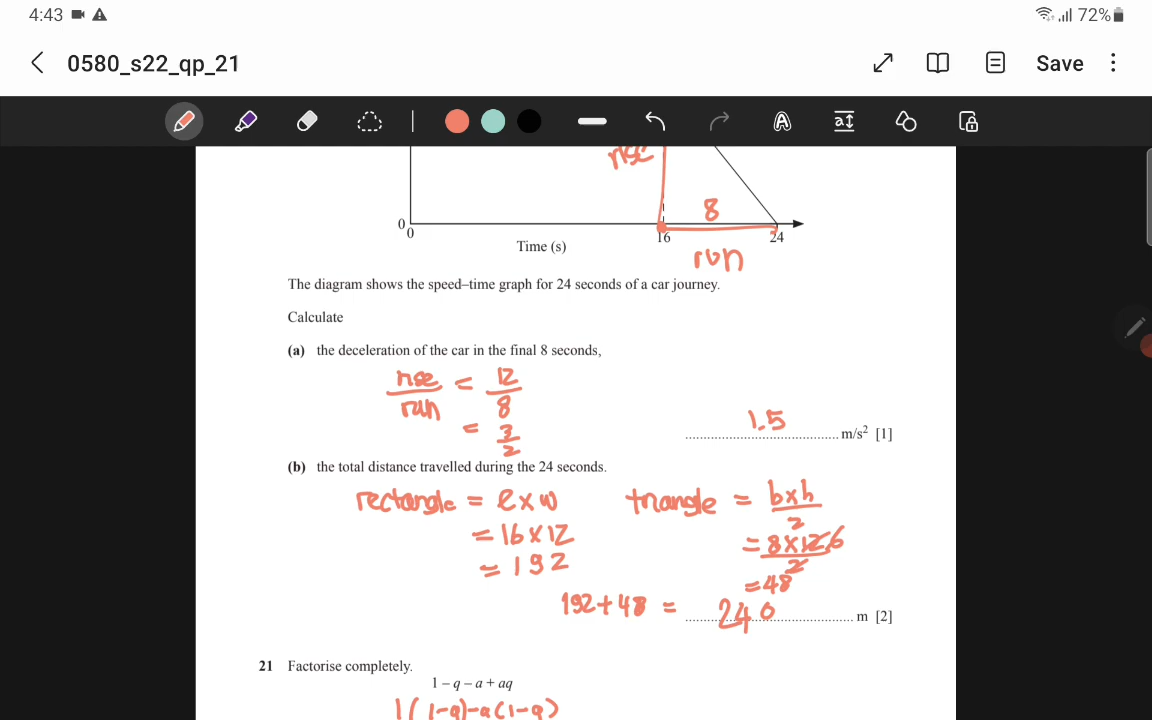 4:43 72%
0580_s22_qp_21 Save
A a
rise
8
0
0 16 24
Time (s)
run
The diagram shows the speed–time graph for 24 seconds of a car journey.
Calculate
(a) the deceleration of the car in the final 8 seconds,
rise/run = 12/8
= 3/2
1.5 m/s² [1]
(b) the total distance travelled during the 24 seconds.
rectangle = l×w
= 16×12
= 192
triangle = b×h/2
= 8×12 6/2
= 48
192+48 = 240 m [2]
21 Factorise completely.
1 – q – a + aq
1(1-q)-a(1-q)